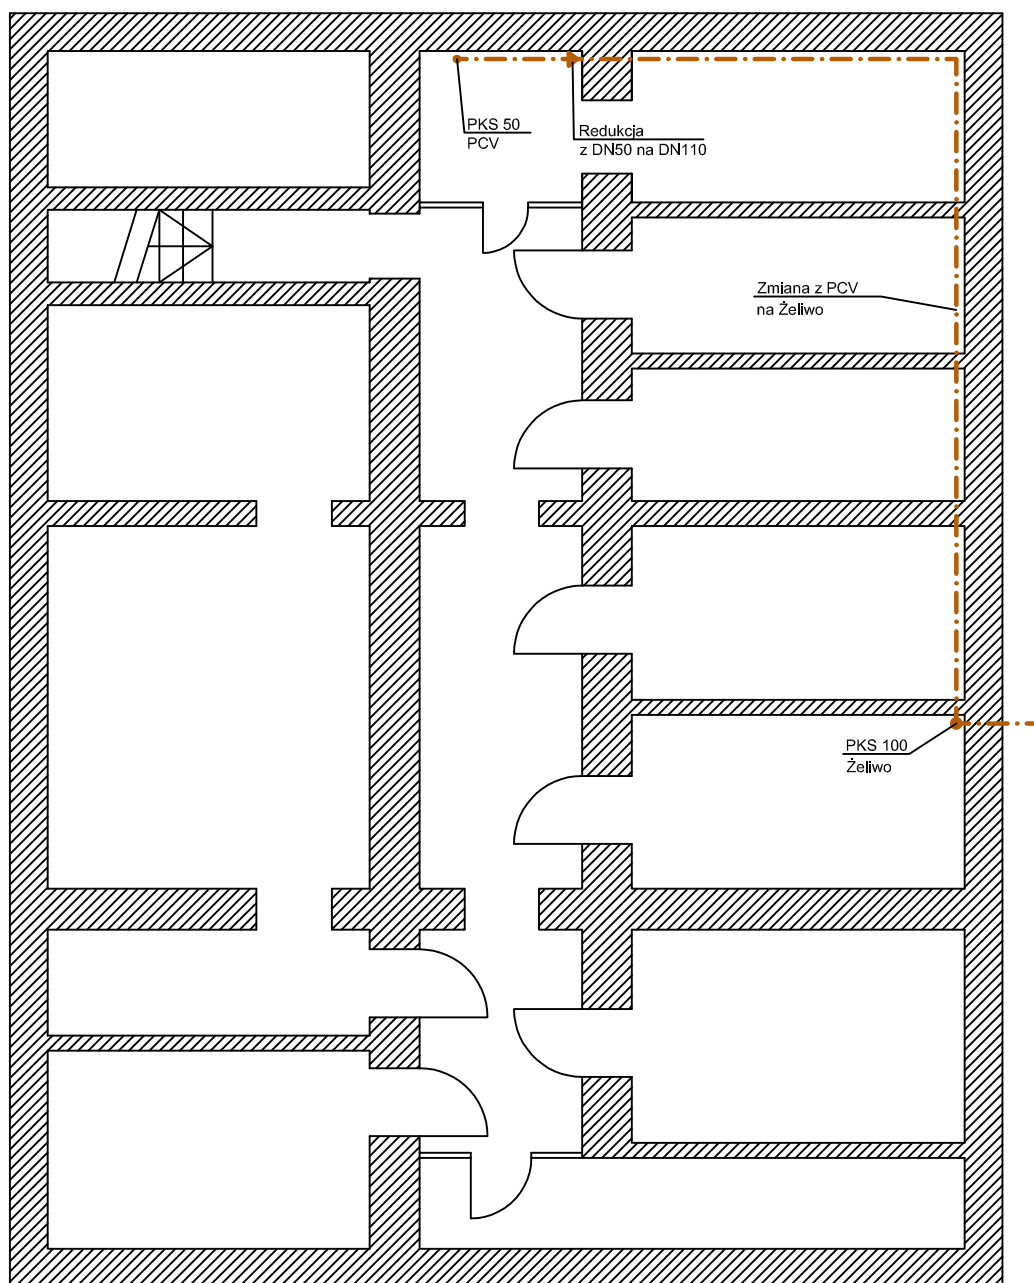 PKS 50
PCV
Redukcja
z DN50 na DN110
Zmiana z PCV
na Żeliwo
PKS 100
Żeliwo